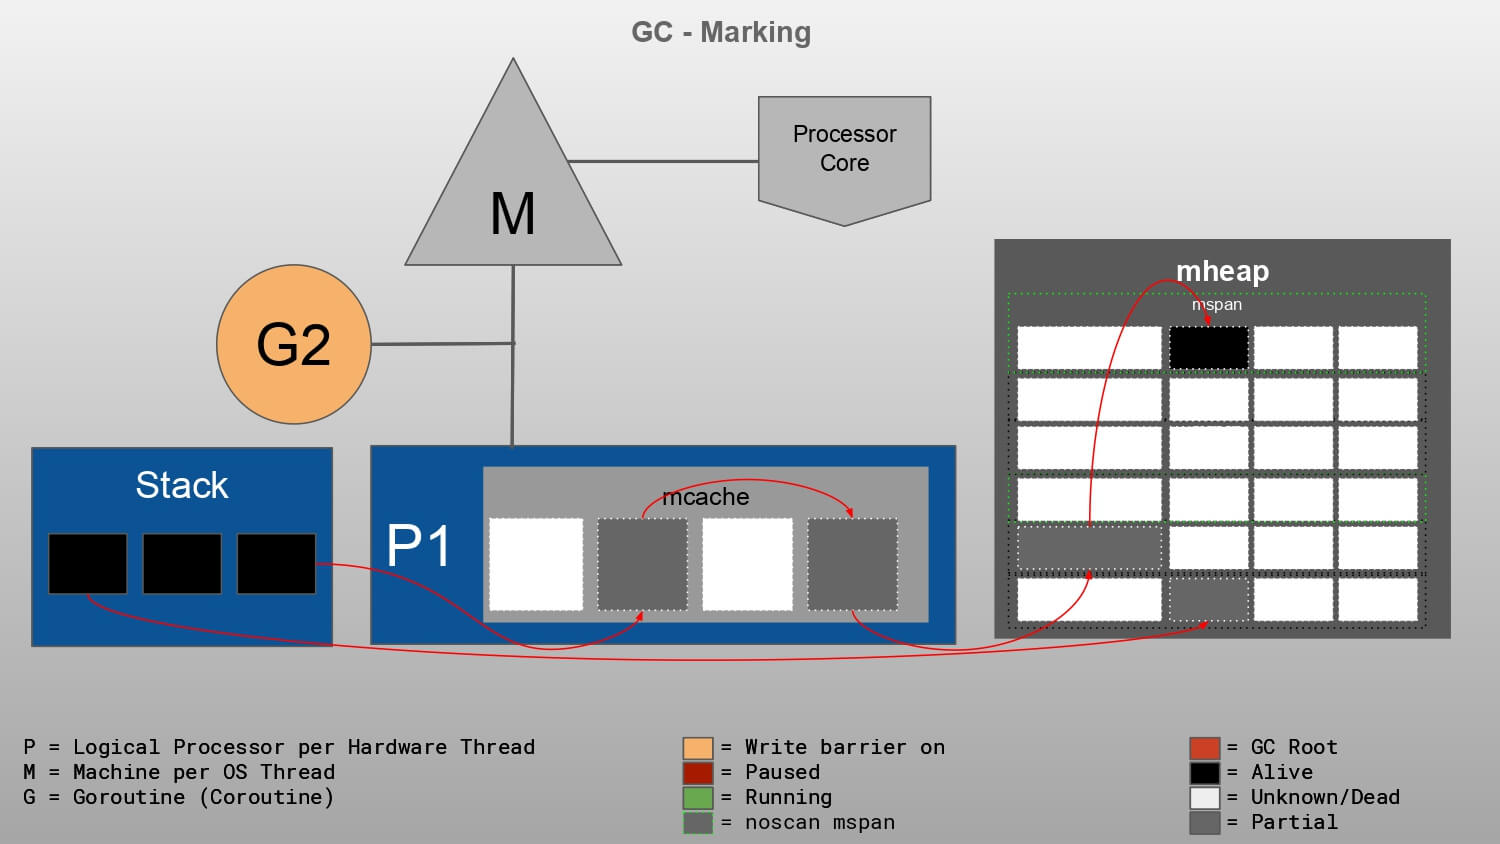 GC - Marking
Processor
Core
M
G2
mheap
mspan
Stack
P1
mcache
P = Logical Processor per Hardware Thread
M = Machine per OS Thread
G = Goroutine (Coroutine)
= Write barrier on
= Paused
= Running
= noscan mspan
= GC Root
= Alive
= Unknown/Dead
= Partial